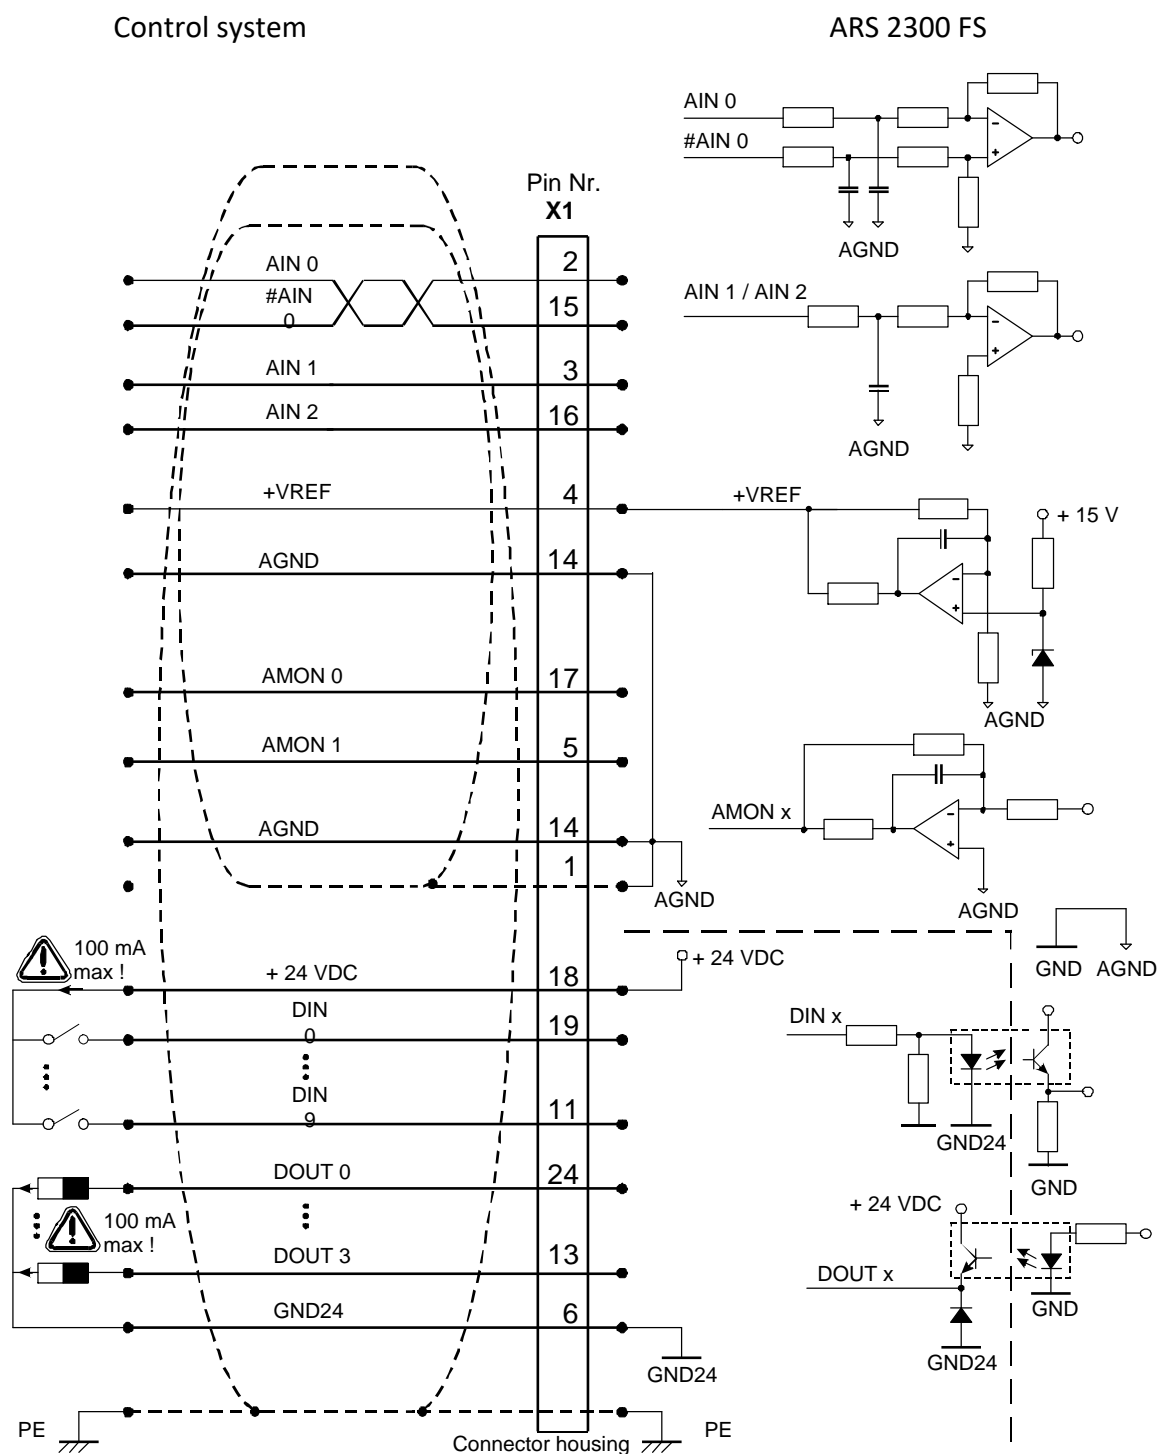 Control system
ARS 2300 FS
Pin Nr.
X1
AIN 0
2
#AIN
0
15
AIN 1
3
AIN 2
16
+VREF
4
AGND
14
AMON 0
17
AMON 1
5
AGND
14
1
AGND
100 mA
max !
+ 24 VDC
18
+ 24 VDC
DIN
0
19
DIN
9
11
DOUT 0
24
100 mA
max !
DOUT 3
13
GND24
6
GND24
PE
PE
Connector housing
AIN 0
#AIN 0
AGND
AIN 1 / AIN 2
AGND
+VREF
+ 15 V
AGND
AMON x
AGND
GND AGND
DIN x
GND24
GND
+ 24 VDC
DOUT x
GND
GND24